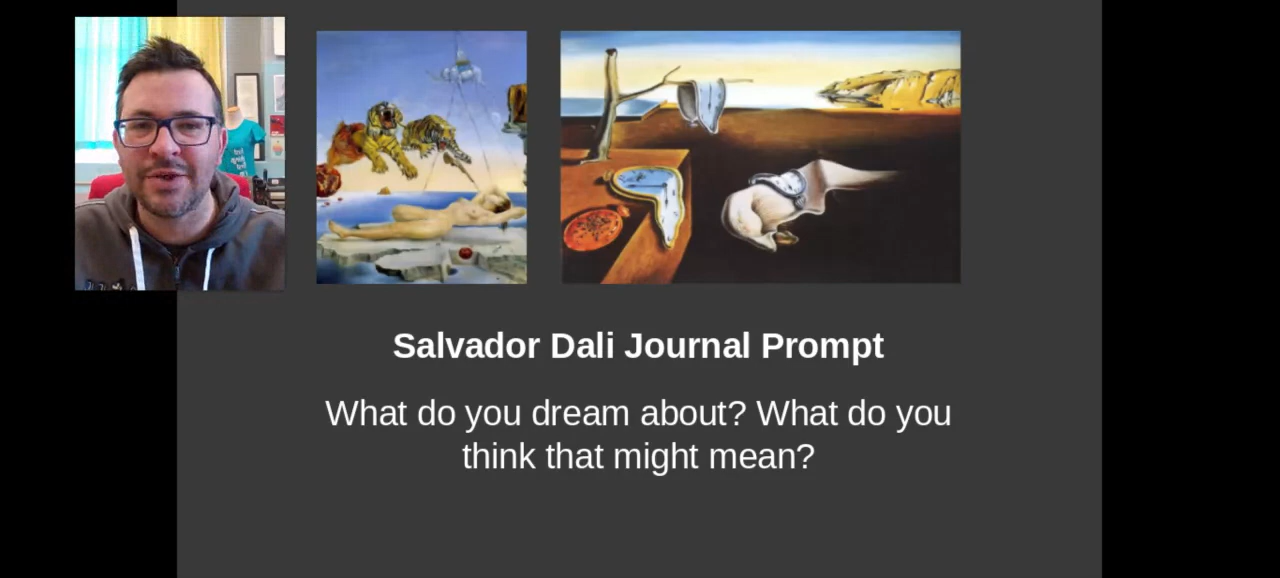 Salvador Dali Journal Prompt
What do you dream about? What do you
think that might mean?